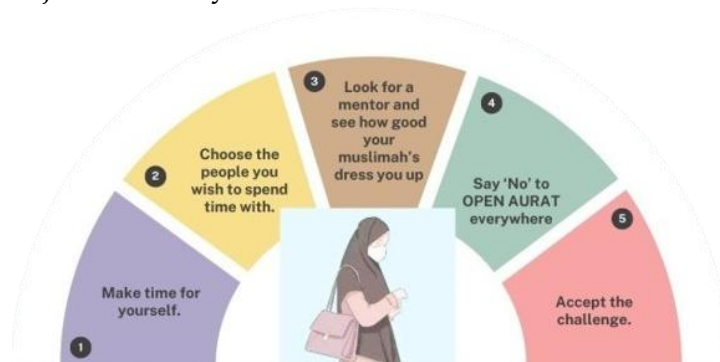 1
Make time for
yourself.
2
Choose the
people you
wish to spend
time with.
3
Look for a
mentor and
see how good
your
muslimah's
dress you up
4
Say ‘No’ to
OPEN AURAT
everywhere
5
Accept the
challenge.